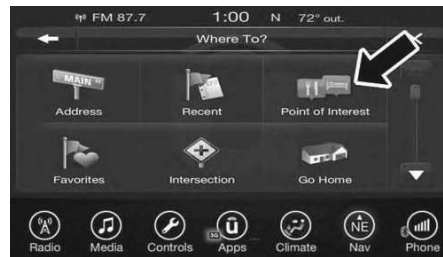 FM 87.7 1:00 N 72° out.
Where To?
MAIN
Address Recent Point of Interest
Favorites Intersection Go Home
NE
3G
Radio Media Controls Apps Climate Nav Phone